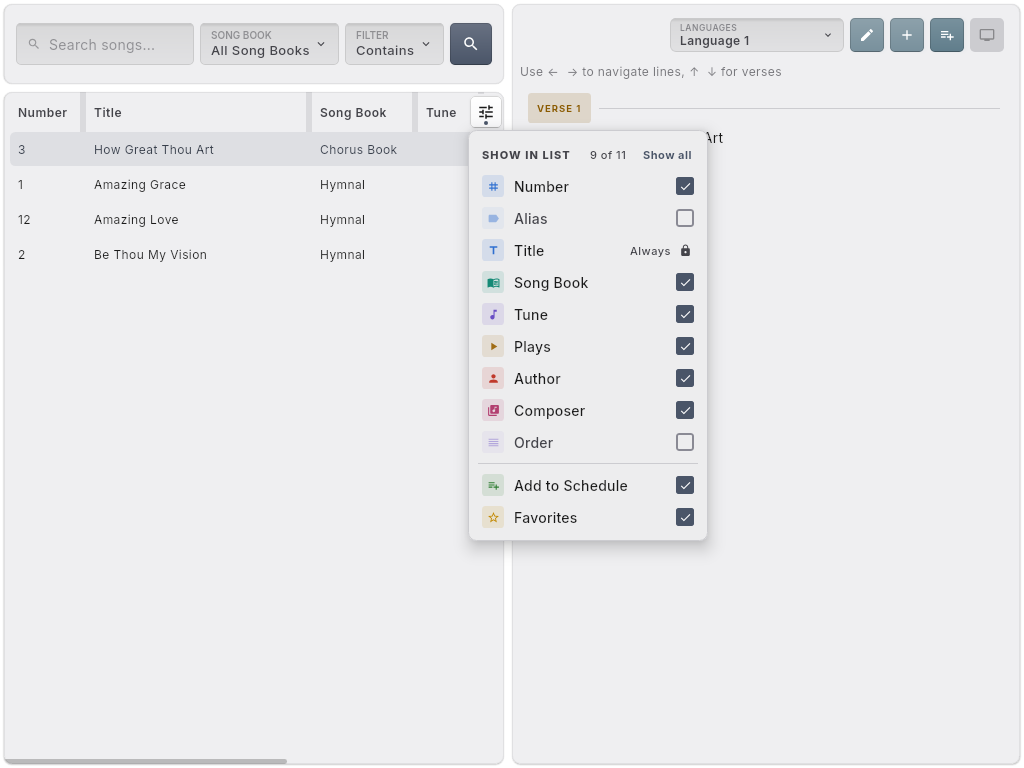 Search songs...
SONG BOOK
All Song Books
FILTER
Contains
LANGUAGES
Language 1
Use ← → to navigate lines, ↑ ↓ for verses
Number Title Song Book Tune
3 How Great Thou Art Chorus Book
1 Amazing Grace Hymnal
12 Amazing Love Hymnal
2 Be Thou My Vision Hymnal
VERSE 1
Art
SHOW IN LIST 9 of 11 Show all
Number
Alias
Title Always
Song Book
Tune
Plays
Author
Composer
Order
Add to Schedule
Favorites